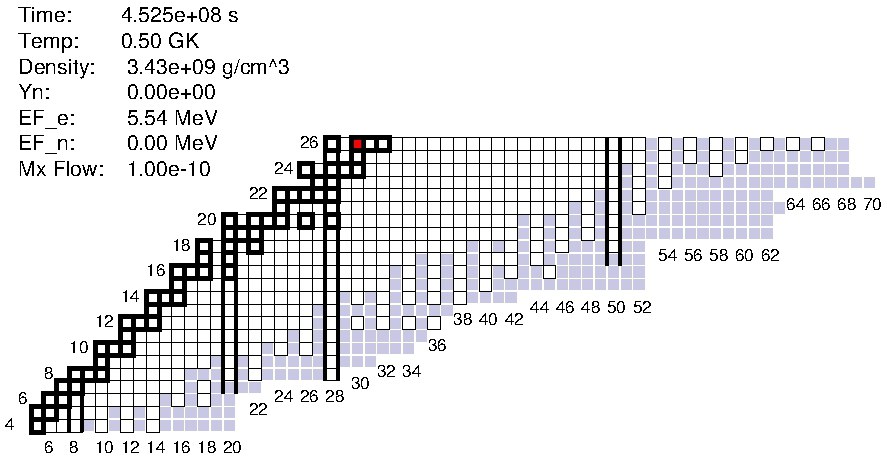 Time: 4.525e+08 s
Temp: 0.50 GK
Density: 3.43e+09 g/cm^3
Yn: 0.00e+00
EF_e: 5.54 MeV
EF_n: 0.00 MeV
Mx Flow: 1.00e-10
26
24
22
20
18
16
14
12
10
8
6
4
64 66 68 70
54 56 58 60 62
44 46 48 50 52
38 40 42
36
30 32 34
22 24 26 28
6 8 10 12 14 16 18 20